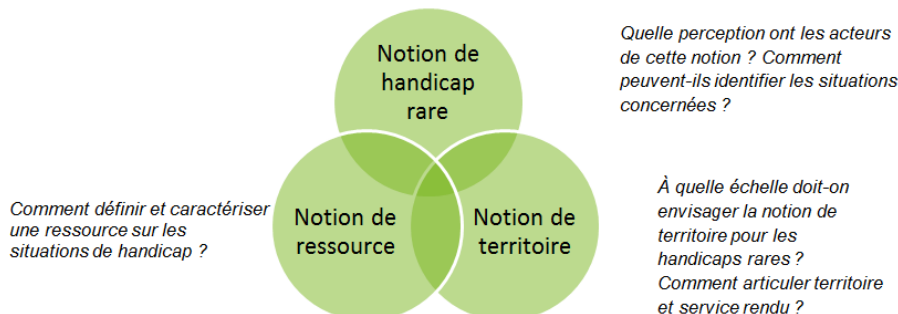 Notion de
handicap
rare
Quelle perception ont les acteurs
de cette notion ? Comment
peuvent-ils identifier les situations
concernées ?
Comment définir et caractériser
une ressource sur les
situations de handicap ?
Notion de
ressource
Notion de
territoire
À quelle échelle doit-on
envisager la notion de
territoire pour les
handicaps rares ?
Comment articuler territoire
et service rendu ?